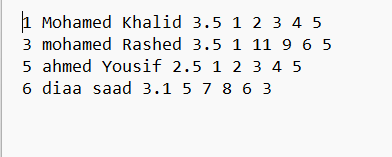 1 Mohamed Khalid 3.5 1 2 3 4 5
3 mohamed Rashed 3.5 1 11 9 6 5
5 ahmed Yousif 2.5 1 2 3 4 5
6 diaa saad 3.1 5 7 8 6 3